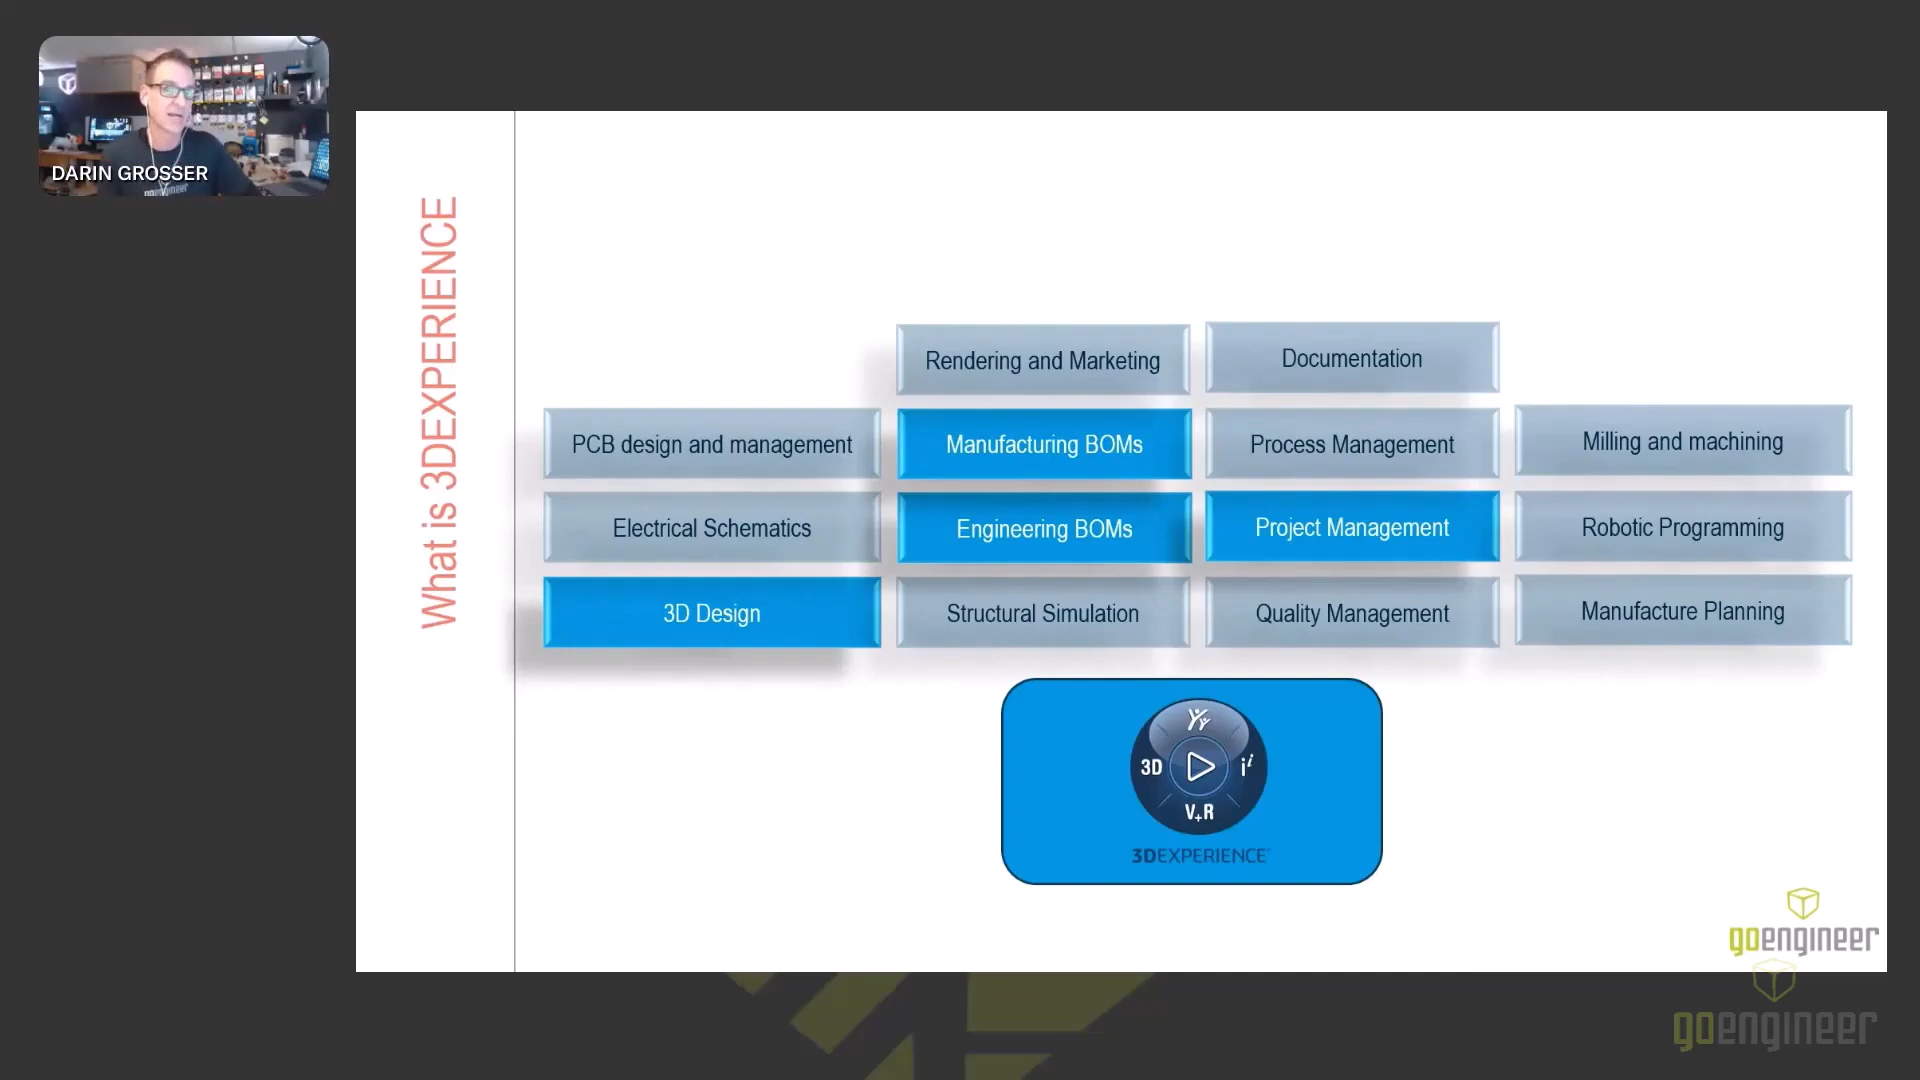 DARIN GROSSER
goengineer
What is 3DEXPERIENCE
Rendering and Marketing
Documentation
PCB design and management
Manufacturing BOMs
Process Management
Milling and machining
Electrical Schematics
Engineering BOMs
Project Management
Robotic Programming
3D Design
Structural Simulation
Quality Management
Manufacture Planning
3D
i i
V+R
3DEXPERIENCE
goengineer
goengineer